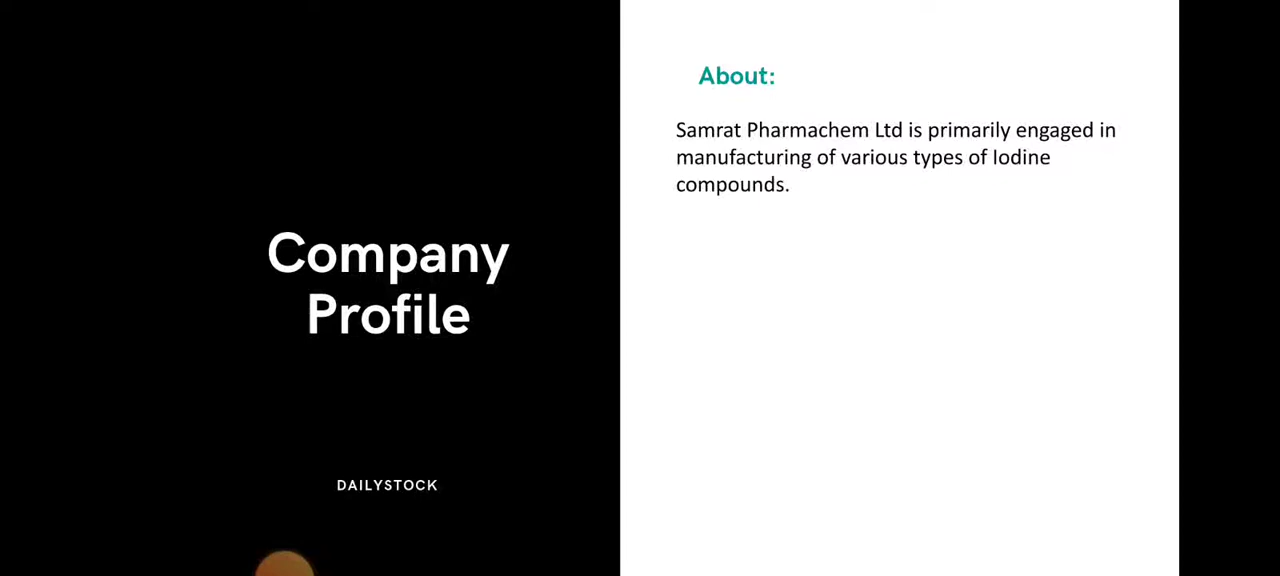 Company
Profile
DAILYSTOCK
About:
Samrat Pharmachem Ltd is primarily engaged in
manufacturing of various types of Iodine
compounds.